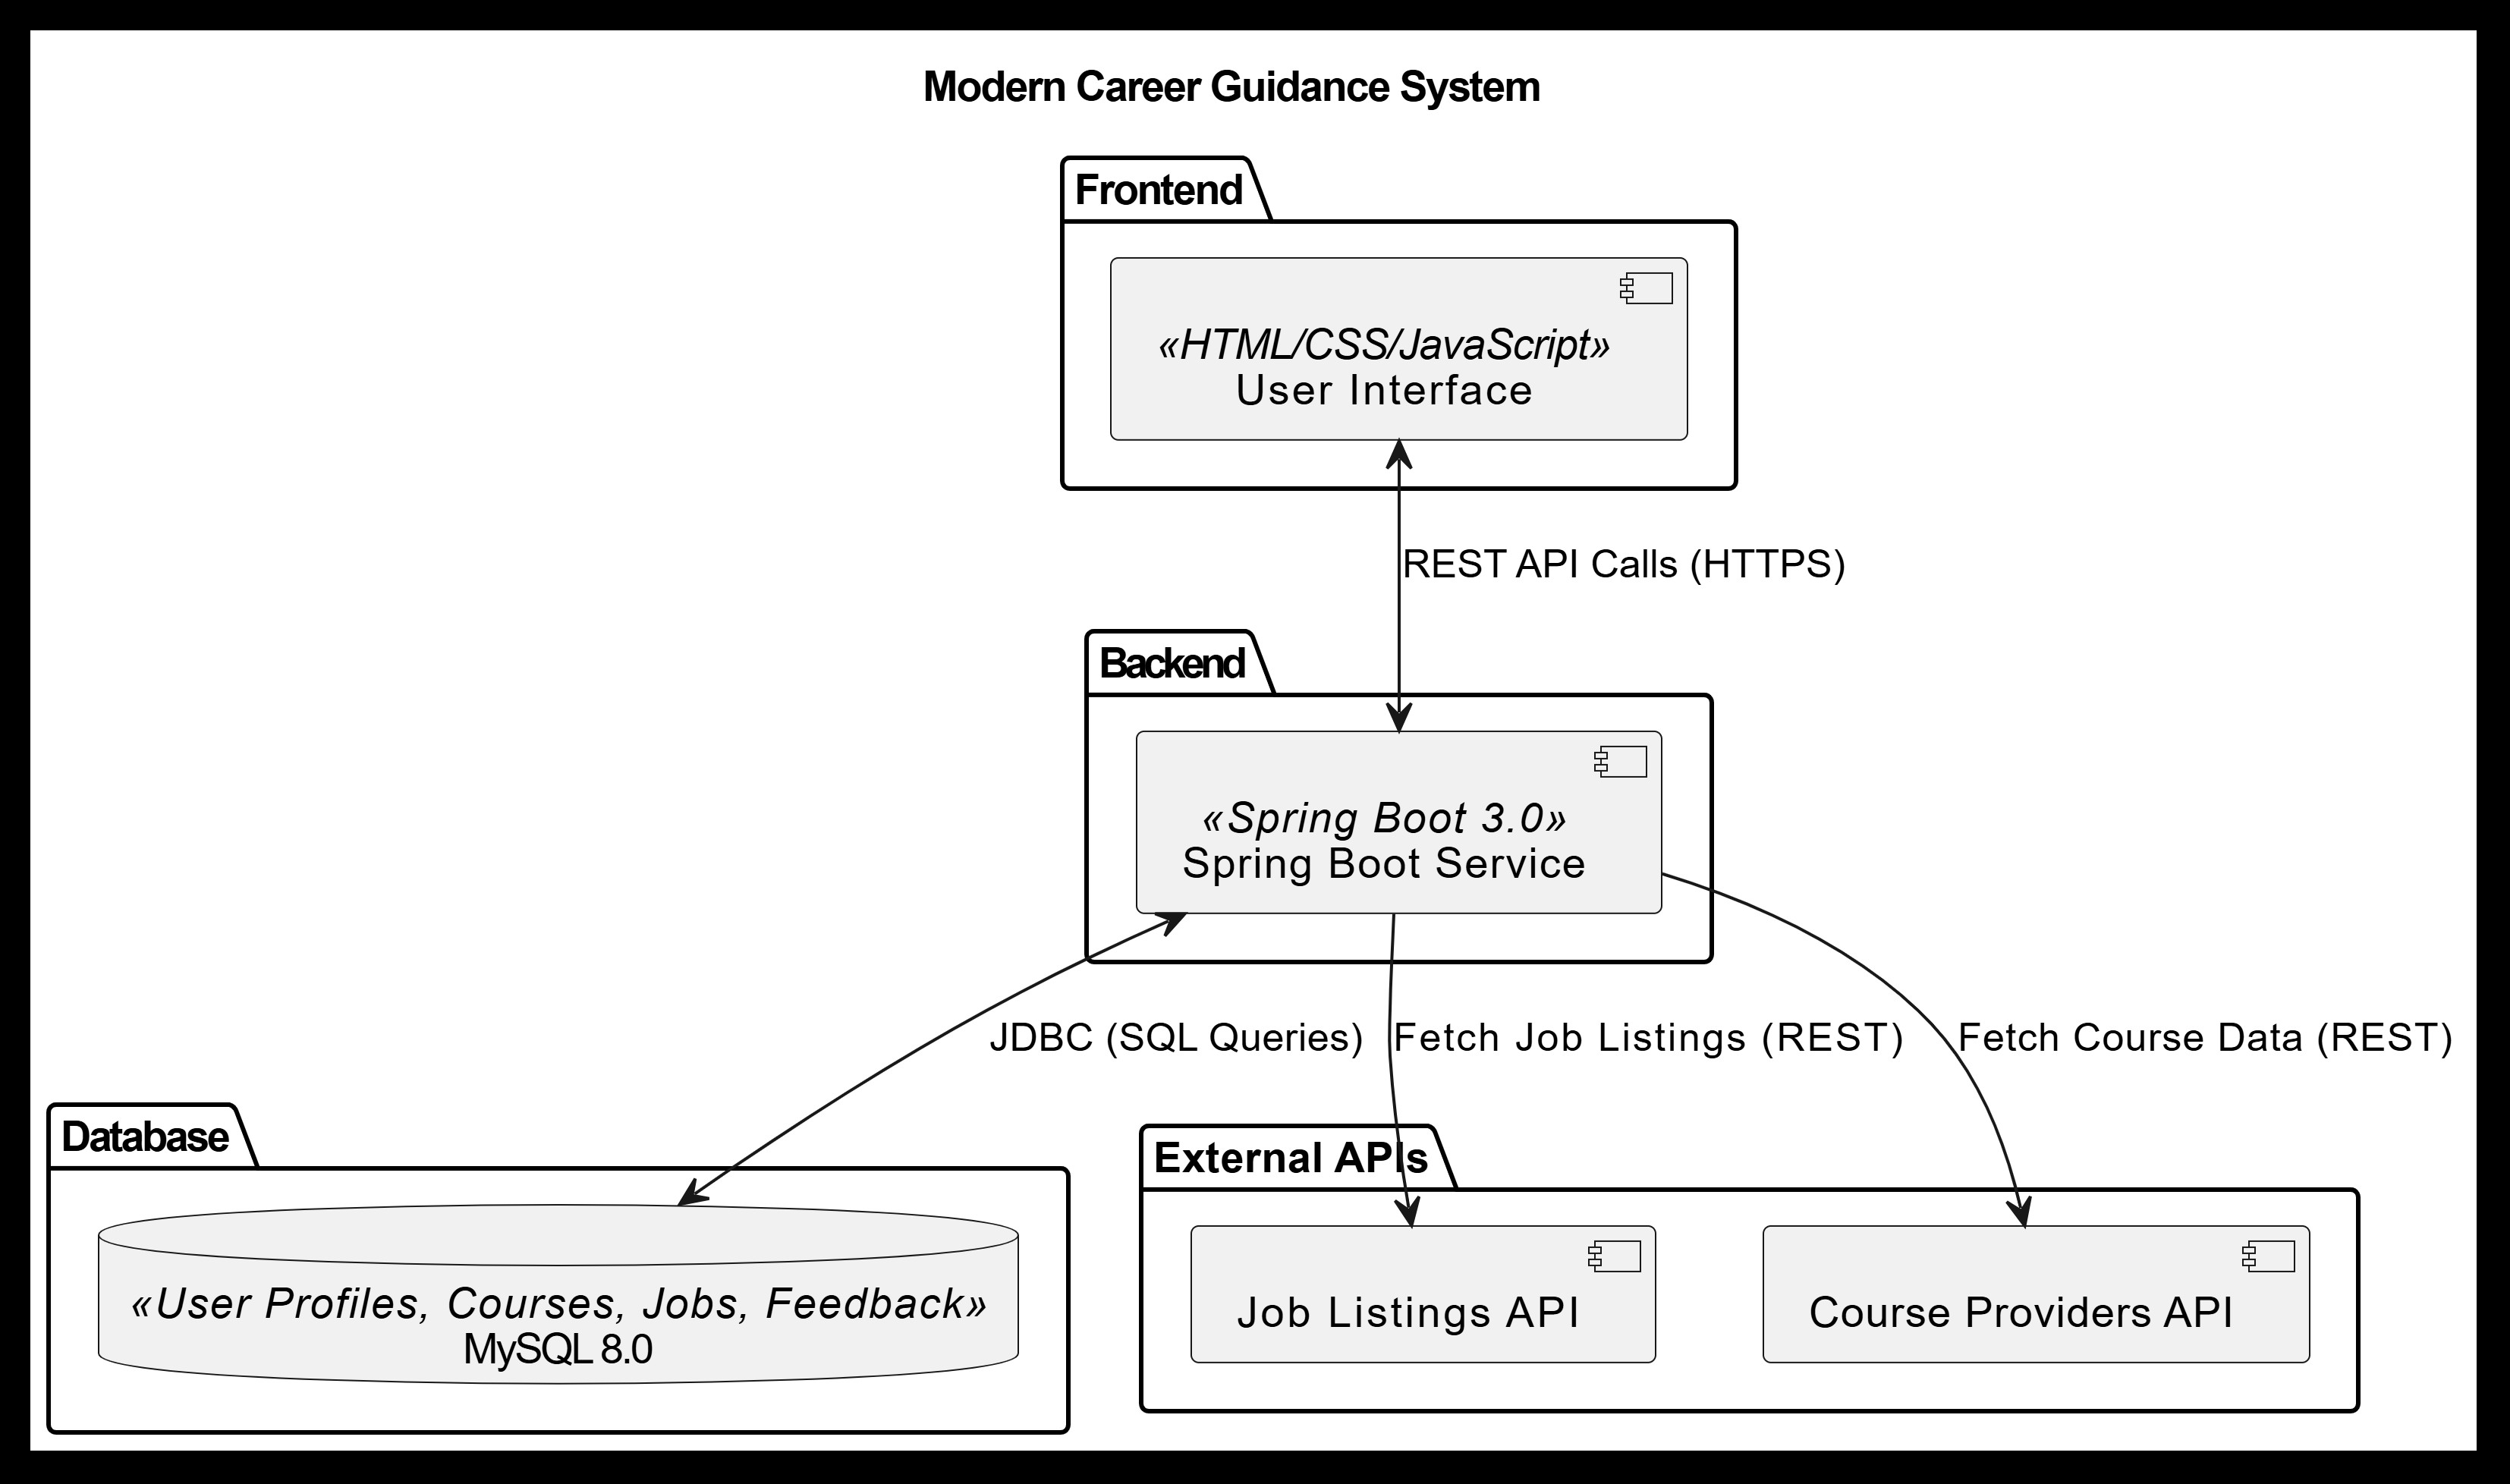 Modern Career Guidance System
Frontend
«HTML/CSS/JavaScript»
User Interface
REST API Calls (HTTPS)
Backend
«Spring Boot 3.0»
Spring Boot Service
JDBC (SQL Queries)
Fetch Job Listings (REST)
Fetch Course Data (REST)
Database
«User Profiles, Courses, Jobs, Feedback»
MySQL 8.0
External APIs
Job Listings API
Course Providers API